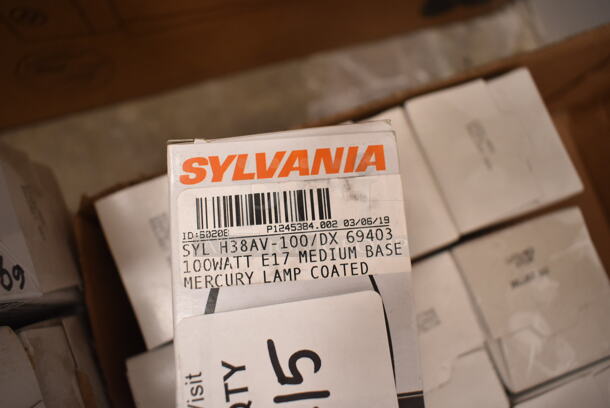 SYLVANIA
ID:60208 P1245384.002 03/06/19
SYL H38AV-100/DX 69403
100WATT E17 MEDIUM BASE
MERCURY LAMP COATED
Visit
QTY
15